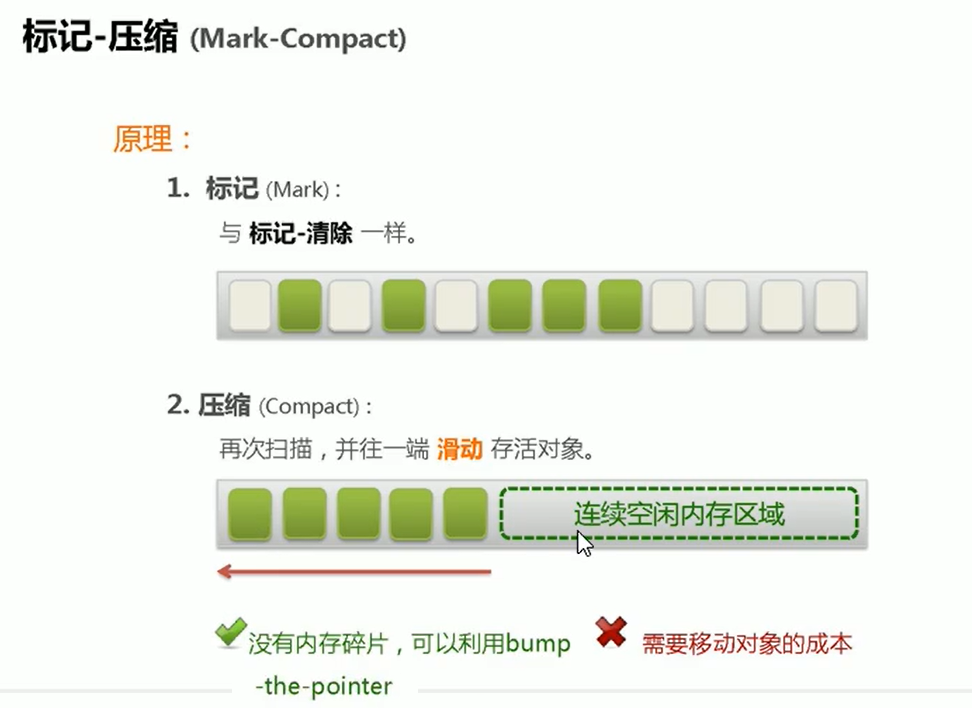 标记-压缩 (Mark-Compact)
原理：
1. 标记 (M�ark)：
与 标记-清除 一样。
2. 压缩 (Compact)：
再次扫描，并往一端 滑动 存活对象。
连续空闲内存区域
没有内存碎片，可以利用bump
-the-pointer
需要移动对象的成本